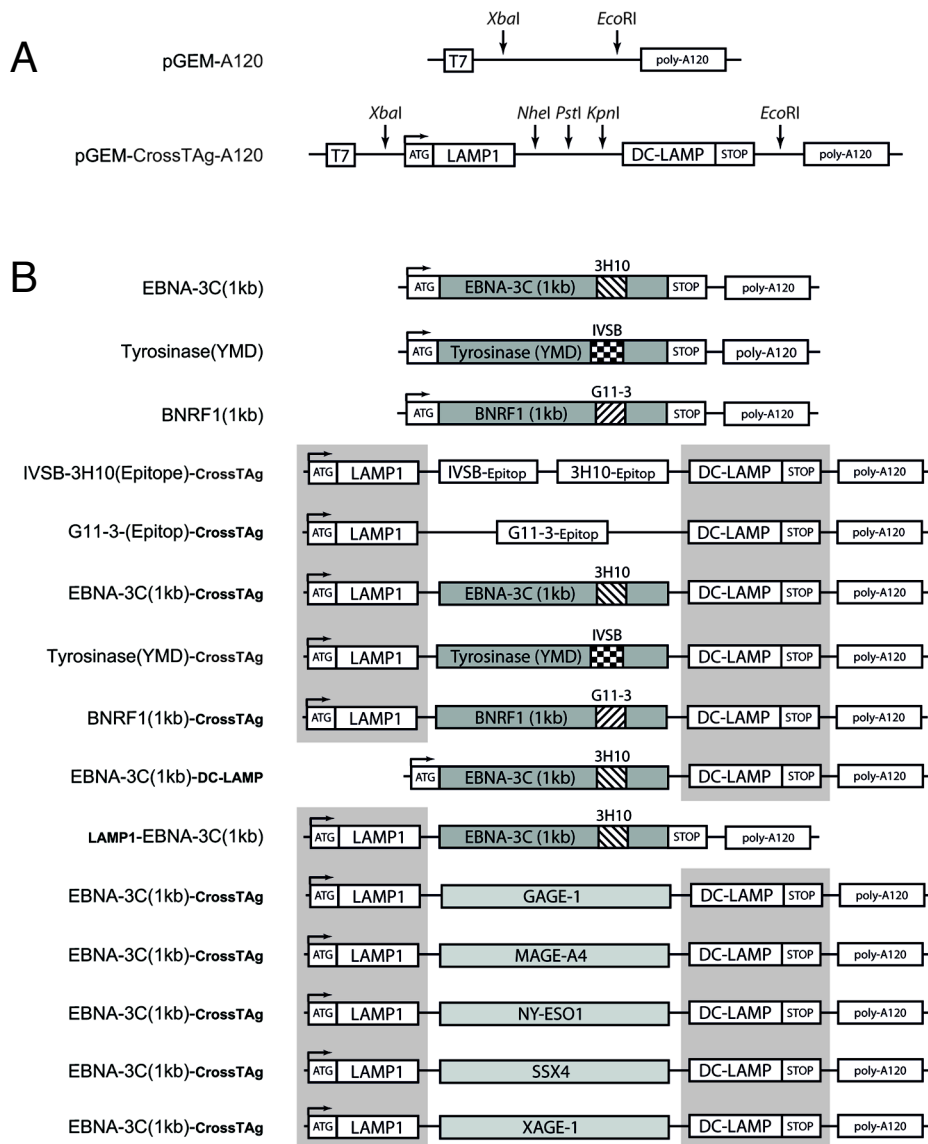 A
XbaI EcoRI
pGEM-A120 T7 poly-A120
XbaI NheI PstI KpnI EcoRI
pGEM-CrossTAg-A120 T7 ATG LAMP1 DC-LAMP STOP poly-A120
B
3H10
EBNA-3C(1kb) ATG EBNA-3C (1kb) STOP poly-A120
IVSB
Tyrosinase(YMD) ATG Tyrosinase (YMD) STOP poly-A120
G11-3
BNRF1(1kb) ATG BNRF1 (1kb) STOP poly-A120
IVSB-3H10(Epitope)-CrossTAg ATG LAMP1 IVSB-Epitop 3H10-Epitop DC-LAMP STOP poly-A120
G11-3-(Epitop)-CrossTAg ATG LAMP1 G11-3-Epitop DC-LAMP STOP poly-A120
3H10
EBNA-3C(1kb)-CrossTAg ATG LAMP1 EBNA-3C (1kb) DC-LAMP STOP poly-A120
IVSB
Tyrosinase(YMD)-CrossTAg ATG LAMP1 Tyrosinase (YMD) DC-LAMP STOP poly-A120
G11-3
BNRF1(1kb)-CrossTAg ATG LAMP1 BNRF1 (1kb) DC-LAMP STOP poly-A120
3H10
EBNA-3C(1kb)-DC-LAMP ATG EBNA-3C (1kb) DC-LAMP STOP poly-A120
3H10
LAMP1-EBNA-3C(1kb) ATG LAMP1 EBNA-3C (1kb) STOP poly-A120
EBNA-3C(1kb)-CrossTAg ATG LAMP1 GAGE-1 DC-LAMP STOP poly-A120
EBNA-3C(1kb)-CrossTAg ATG LAMP1 MAGE-A4 DC-LAMP STOP poly-A120
EBNA-3C(1kb)-CrossTAg ATG LAMP1 NY-ESO1 DC-LAMP STOP poly-A120
EBNA-3C(1kb)-CrossTAg ATG LAMP1 SSX4 DC-LAMP STOP poly-A120
EBNA-3C(1kb)-CrossTAg ATG LAMP1 XAGE-1 DC-LAMP STOP poly-A120